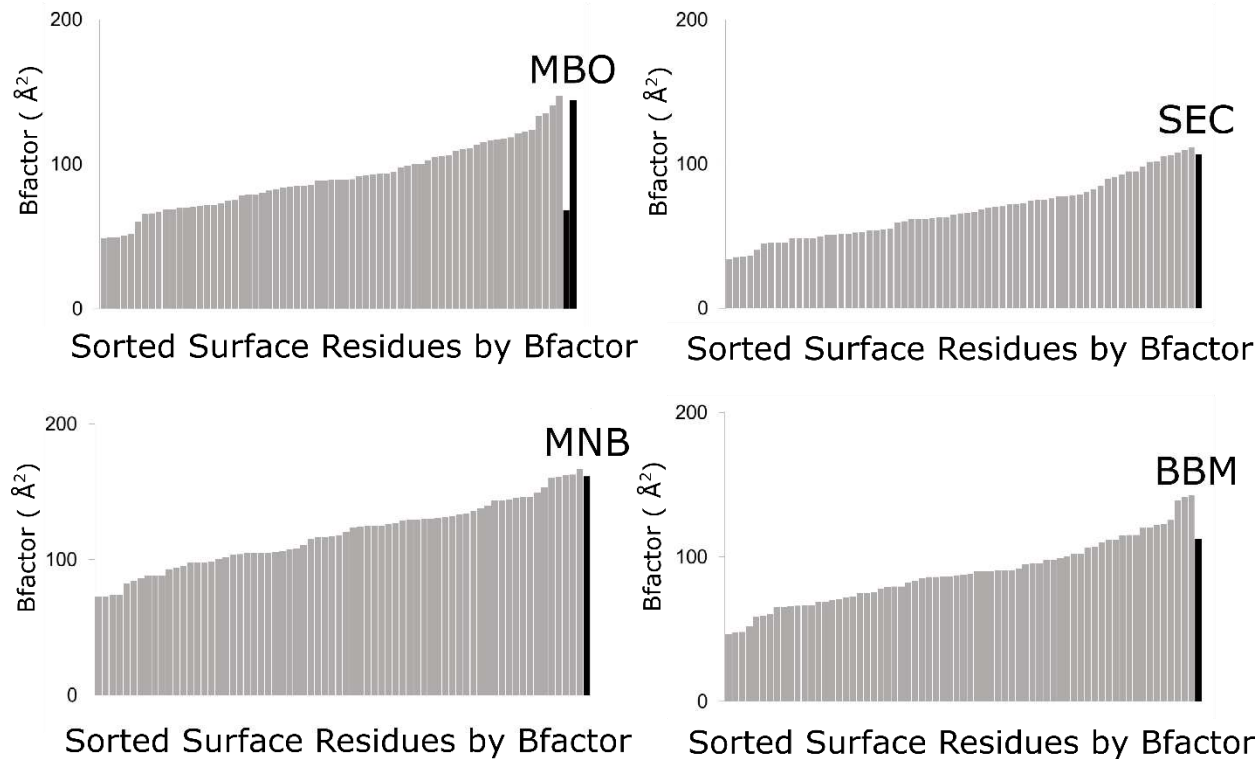 200
MBO
Bfactor ( Å²)
100
0
Sorted Surface Residues by Bfactor
200
SEC
Bfactor ( Å²)
100
0
Sorted Surface Residues by Bfactor
200
MNB
Bfactor ( Å²)
100
0
Sorted Surface Residues by Bfactor
200
BBM
Bfactor ( Å²)
100
0
Sorted Surface Residues by Bfactor